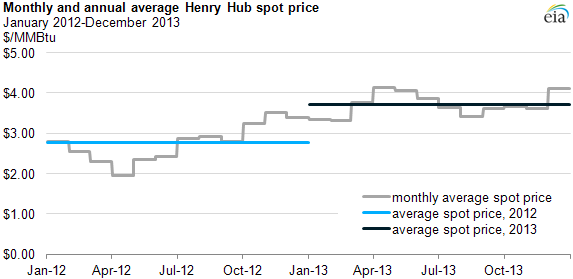 Monthly and annual average Henry Hub spot price
January 2012-December 2013
$/MMBtu
eia
$5.00
$4.00
$3.00
$2.00
$1.00
$0.00
monthly average spot price
average spot price, 2012
average spot price, 2013
Jan-12 Apr-12 Jul-12 Oct-12 Jan-13 Apr-13 Jul-13 Oct-13